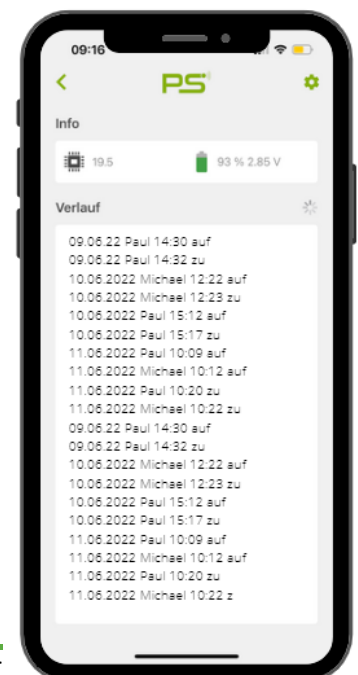 09:16
PS
Info
19.5 93 % 2.85 V
Verlauf
09.06.22 Paul 14:30 auf
09.06.22 Paul 14:32 zu
10.06.2022 Michael 12:22 auf
10.06.2022 Michael 12:23 zu
10.06.2022 Paul 15:12 auf
10.06.2022 Paul 15:17 zu
11.06.2022 Paul 10:09 auf
11.06.2022 Michael 10:12 auf
11.06.2022 Paul 10:20 zu
11.06.2022 Michael 10:22 zu
09.06.22 Paul 14:30 auf
09.06.22 Paul 14:32 zu
10.06.2022 Michael 12:22 auf
10.06.2022 Michael 12:23 zu
10.06.2022 Paul 15:12 auf
10.06.2022 Paul 15:17 zu
11.06.2022 Paul 10:09 auf
11.06.2022 Michael 10:12 auf
11.06.2022 Paul 10:20 zu
11.06.2022 Michael 10:22 z